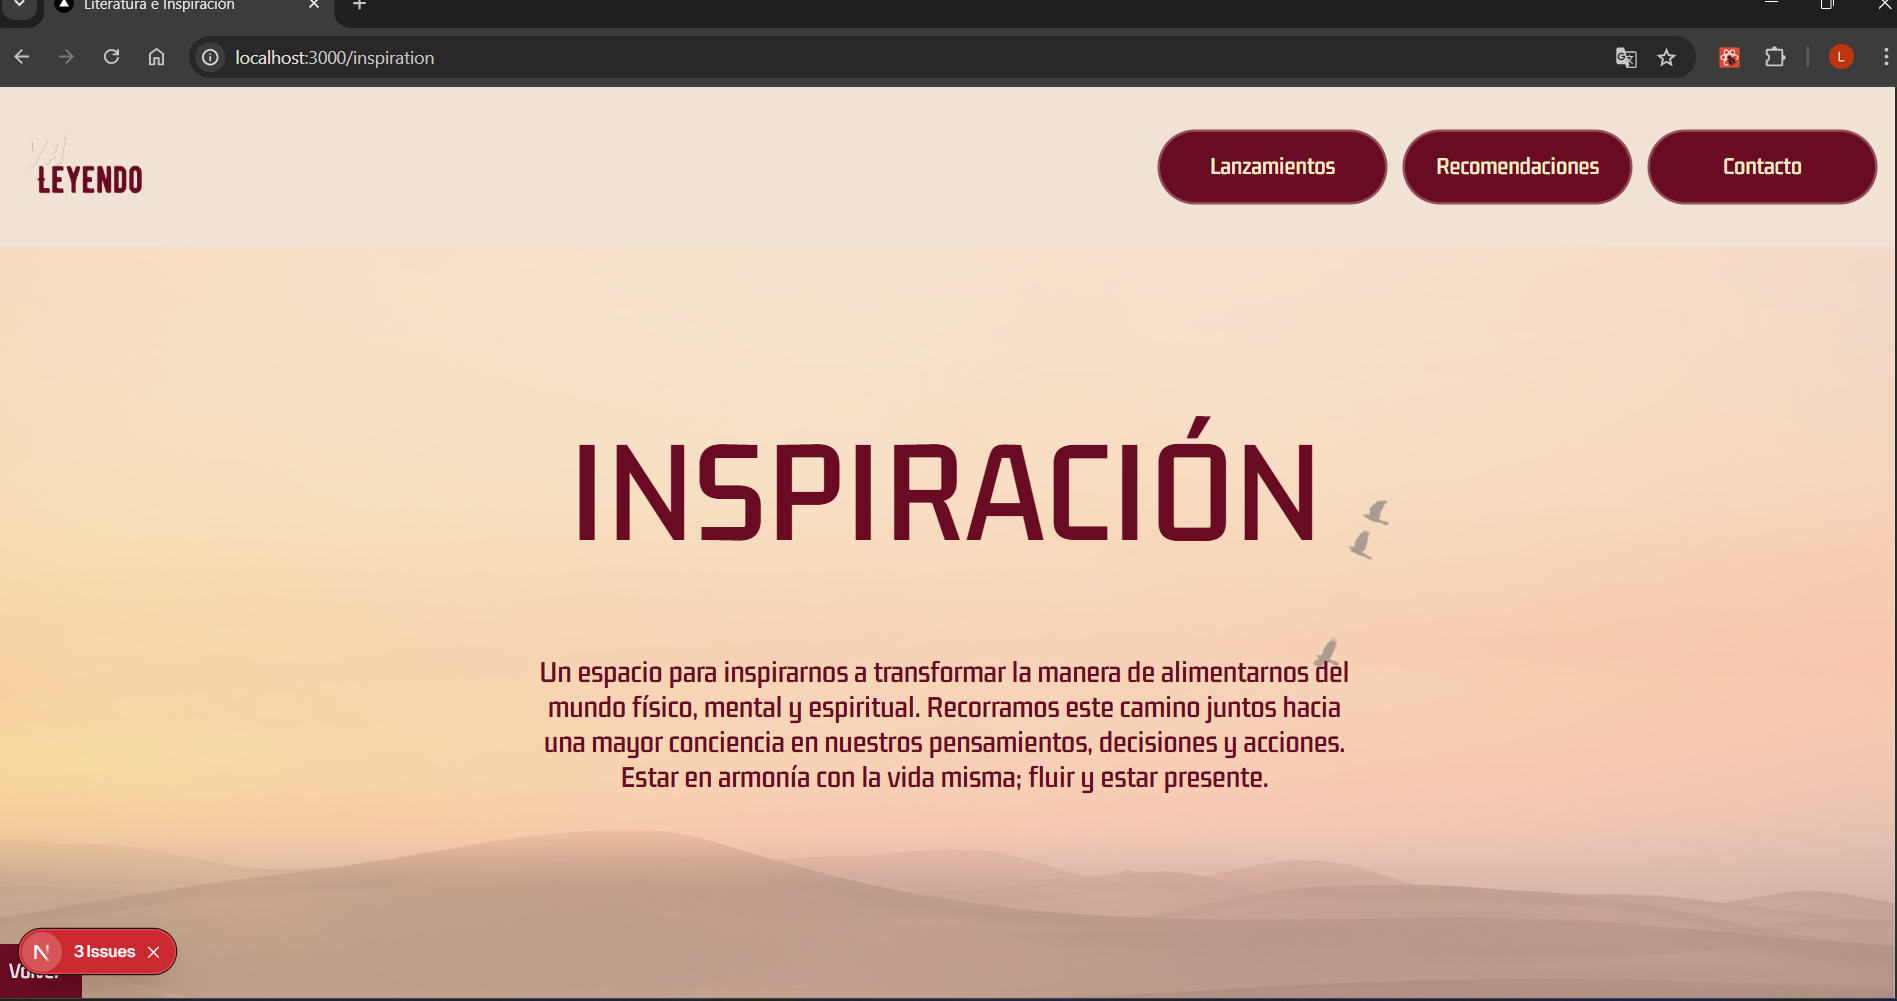 Literatura e Inspiración
localhost:3000/inspiration
L
YA
LEYENDO
Lanzamientos
Recomendaciones
Contacto
INSPIRACIÓN
Un espacio para inspirarnos a transformar la manera de alimentarnos del
mundo físico, mental y espiritual. Recorramos este camino juntos hacia
una mayor conciencia en nuestros pensamientos, decisiones y acciones.
Estar en armonía con la vida misma; fluir y estar presente.
N 3 Issues
Volver